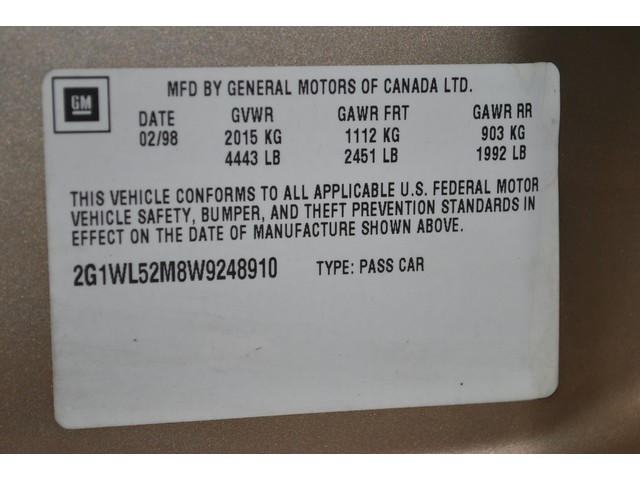 GM
MFD BY GENERAL MOTORS OF CANADA LTD.
DATE GVWR GAWR FRT GAWR RR
02/98 2015 KG 1112 KG 903 KG
4443 LB 2451 LB 1992 LB
THIS VEHICLE CONFORMS TO ALL APPLICABLE U.S. FEDERAL MOTOR
VEHICLE SAFETY, BUMPER, AND THEFT PREVENTION STANDARDS IN
EFFECT ON THE DATE OF MANUFACTURE SHOWN ABOVE.
2G1WL52M8W9248910 TYPE: PASS CAR